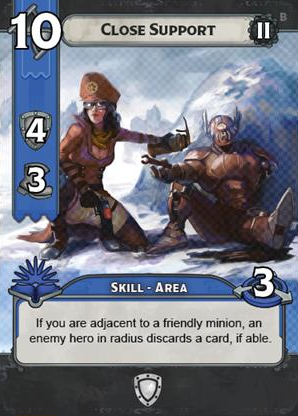 10
CLOSE SUPPORT
II
B
4
3
SKILL - AREA
3
If you are adjacent to a friendly minion, an
enemy hero in radius discards a card, if able.